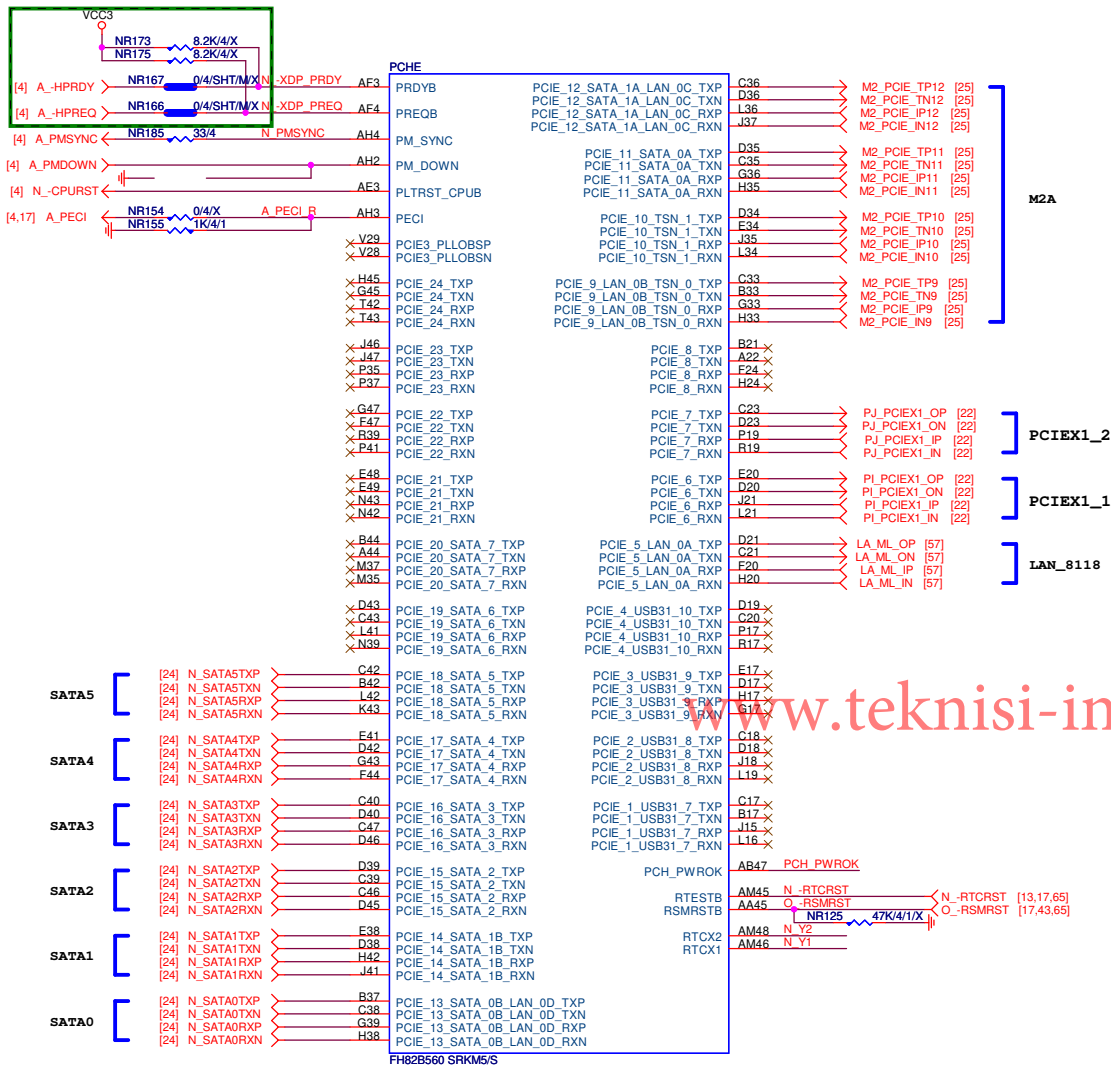 VCC3
NR173 8.2K/4/X
NR175 8.2K/4/X
[4] A_-HPRDY NR167 0/4/SHT/M/X N_-XDP_PRDY AF3 PRDYB
[4] A_-HPREQ NR166 0/4/SHT/M/X N_-XDP_PREQ AF4 PREQB
[4] A_PMSYNC NR185 33/4 N_PMSYNC AH4 PM_SYNC
[4] A_PMDOWN AH2 PM_DOWN
[4] N_-CPURST AE3 PLTRST_CPUB
[4,17] A_PECI NR154 0/4/X A_PECI_R AH3 PECI
NR155 1K/4/1
V29 PCIE3_PLLOBSP
V28 PCIE3_PLLOBSN
H45 PCIE_24_TXP
G45 PCIE_24_TXN
T42 PCIE_24_RXP
T43 PCIE_24_RXN
J46 PCIE_23_TXP
J47 PCIE_23_TXN
P35 PCIE_23_RXP
P37 PCIE_23_RXN
G47 PCIE_22_TXP
F47 PCIE_22_TXN
R39 PCIE_22_RXP
P41 PCIE_22_RXN
E48 PCIE_21_TXP
E49 PCIE_21_TXN
N43 PCIE_21_RXP
N42 PCIE_21_RXN
B44 PCIE_20_SATA_7_TXP
A44 PCIE_20_SATA_7_TXN
M37 PCIE_20_SATA_7_RXP
M35 PCIE_20_SATA_7_RXN
D43 PCIE_19_SATA_6_TXP
C43 PCIE_19_SATA_6_TXN
L41 PCIE_19_SATA_6_RXP
N39 PCIE_19_SATA_6_RXN
SATA5
[24] N_SATA5TXP C42 PCIE_18_SATA_5_TXP
[24] N_SATA5TXN B42 PCIE_18_SATA_5_TXN
[24] N_SATA5RXP L42 PCIE_18_SATA_5_RXP
[24] N_SATA5RXN K43 PCIE_18_SATA_5_RXN
SATA4
[24] N_SATA4TXP E41 PCIE_17_SATA_4_TXP
[24] N_SATA4TXN D42 PCIE_17_SATA_4_TXN
[24] N_SATA4RXP G43 PCIE_17_SATA_4_RXP
[24] N_SATA4RXN F44 PCIE_17_SATA_4_RXN
SATA3
[24] N_SATA3TXP C40 PCIE_16_SATA_3_TXP
[24] N_SATA3TXN D40 PCIE_16_SATA_3_TXN
[24] N_SATA3RXP C47 PCIE_16_SATA_3_RXP
[24] N_SATA3RXN D46 PCIE_16_SATA_3_RXN
SATA2
[24] N_SATA2TXP D39 PCIE_15_SATA_2_TXP
[24] N_SATA2TXN C39 PCIE_15_SATA_2_TXN
[24] N_SATA2RXP C46 PCIE_15_SATA_2_RXP
[24] N_SATA2RXN D45 PCIE_15_SATA_2_RXN
SATA1
[24] N_SATA1TXP E38 PCIE_14_SATA_1B_TXP
[24] N_SATA1TXN D38 PCIE_14_SATA_1B_TXN
[24] N_SATA1RXP H42 PCIE_14_SATA_1B_RXP
[24] N_SATA1RXN J41 PCIE_14_SATA_1B_RXN
SATA0
[24] N_SATA0TXP B37 PCIE_13_SATA_0B_LAN_0D_TXP
[24] N_SATA0TXN C38 PCIE_13_SATA_0B_LAN_0D_TXN
[24] N_SATA0RXP G39 PCIE_13_SATA_0B_LAN_0D_RXP
[24] N_SATA0RXN H38 PCIE_13_SATA_0B_LAN_0D_RXN
PCHE
PCIE_12_SATA_1A_LAN_0C_TXP C36 M2_PCIE_TP12 [25]
PCIE_12_SATA_1A_LAN_0C_TXN D36 M2_PCIE_TN12 [25]
PCIE_12_SATA_1A_LAN_0C_RXP L36 M2_PCIE_IP12 [25]
PCIE_12_SATA_1A_LAN_0C_RXN J37 M2_PCIE_IN12 [25]
PCIE_11_SATA_0A_TXP D35 M2_PCIE_TP11 [25]
PCIE_11_SATA_0A_TXN C35 M2_PCIE_TN11 [25]
PCIE_11_SATA_0A_RXP G36 M2_PCIE_IP11 [25]
PCIE_11_SATA_0A_RXN H35 M2_PCIE_IN11 [25]
M2A
PCIE_10_TSN_1_TXP D34 M2_PCIE_TP10 [25]
PCIE_10_TSN_1_TXN E34 M2_PCIE_TN10 [25]
PCIE_10_TSN_1_RXP J35 M2_PCIE_IP10 [25]
PCIE_10_TSN_1_RXN L34 M2_PCIE_IN10 [25]
PCIE_9_LAN_0B_TSN_0_TXP C33 M2_PCIE_TP9 [25]
PCIE_9_LAN_0B_TSN_0_TXN B33 M2_PCIE_TN9 [25]
PCIE_9_LAN_0B_TSN_0_RXP G33 M2_PCIE_IP9 [25]
PCIE_9_LAN_0B_TSN_0_RXN H33 M2_PCIE_IN9 [25]
PCIE_8_TXP B21
PCIE_8_TXN A22
PCIE_8_RXP F24
PCIE_8_RXN H24
PCIE_7_TXP C23 PJ_PCIEX1_OP [22]
PCIE_7_TXN D23 PJ_PCIEX1_ON [22]
PCIE_7_RXP P19 PJ_PCIEX1_IP [22]
PCIE_7_RXN R19 PJ_PCIEX1_IN [22]
PCIEX1_2
PCIE_6_TXP E20 PI_PCIEX1_OP [22]
PCIE_6_TXN D20 PI_PCIEX1_ON [22]
PCIE_6_RXP J21 PI_PCIEX1_IP [22]
PCIE_6_RXN L21 PI_PCIEX1_IN [22]
PCIEX1_1
PCIE_5_LAN_0A_TXP D21 LA_ML_OP [57]
PCIE_5_LAN_0A_TXN C21 LA_ML_ON [57]
PCIE_5_LAN_0A_RXP F20 LA_ML_IP [57]
PCIE_5_LAN_0A_RXN H20 LA_ML_IN [57]
LAN_8118
PCIE_4_USB31_10_TXP D19
PCIE_4_USB31_10_TXN C20
PCIE_4_USB31_10_RXP P17
PCIE_4_USB31_10_RXN R17
PCIE_3_USB31_9_TXP E17
PCIE_3_USB31_9_TXN D17
PCIE_3_USB31_9_RXP H17
PCIE_3_USB31_9_RXN G17
www.teknisi-in
PCIE_2_USB31_8_TXP C18
PCIE_2_USB31_8_TXN D18
PCIE_2_USB31_8_RXP J18
PCIE_2_USB31_8_RXN L19
PCIE_1_USB31_7_TXP C17
PCIE_1_USB31_7_TXN B17
PCIE_1_USB31_7_RXP J15
PCIE_1_USB31_7_RXN L16
PCH_PWROK AB47 PCH_PWROK
RTESTB AM45 N_-RTCRST N_-RTCRST [13,17,65]
RSMRSTB AA45 O_-RSMRST O_-RSMRST [17,43,65]
NR125 47K/4/1/X
RTCX2 AM48 N_Y2
RTCX1 AM46 N_Y1
FH82B560 SRKM5/S